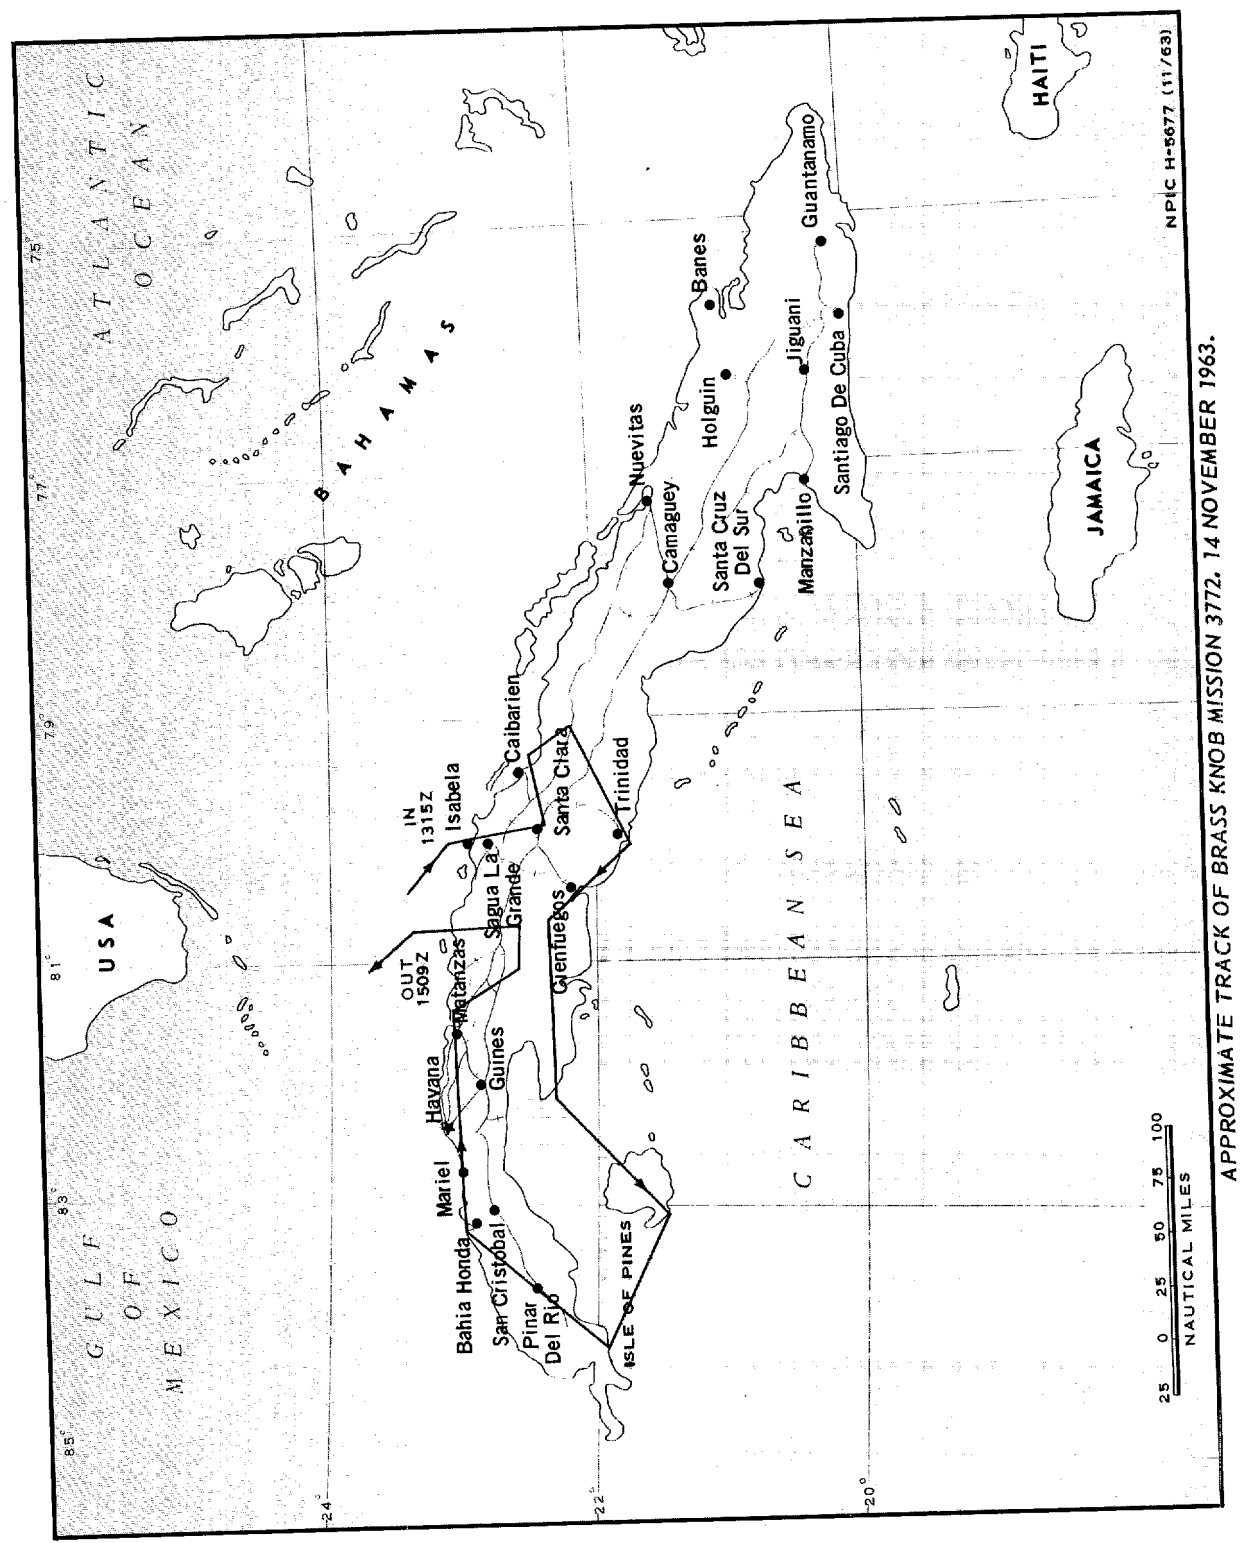 85°
83°
81°
79°
77°
75°
GULF
OF
MEXICO
USA
ATLANTIC
OCEAN
BAHAMAS
24°
22°
20°
OUT
1509Z
IN
1315Z
Havana
Mariel
Bahia Honda
San Cristobal
Pinar
Del Rio
Guines
Matanzas
Sagua La
Grande
Isabela
Caibarien
Santa Clara
Cienfuegos
Trinidad
ISLE OF PINES
Nuevitas
Camaguey
Santa Cruz
Del Sur
Holguin
Banes
Manzanillo
Jiguani
Santiago De Cuba
Guantanamo
CARIBBEAN SEA
JAMAICA
HAITI
25 0 25 50 75 100
NAUTICAL MILES
NPIC H-5677 (11/63)
APPROXIMATE TRACK OF BRASS KNOB MISSION 3772. 14 NOVEMBER 1963.